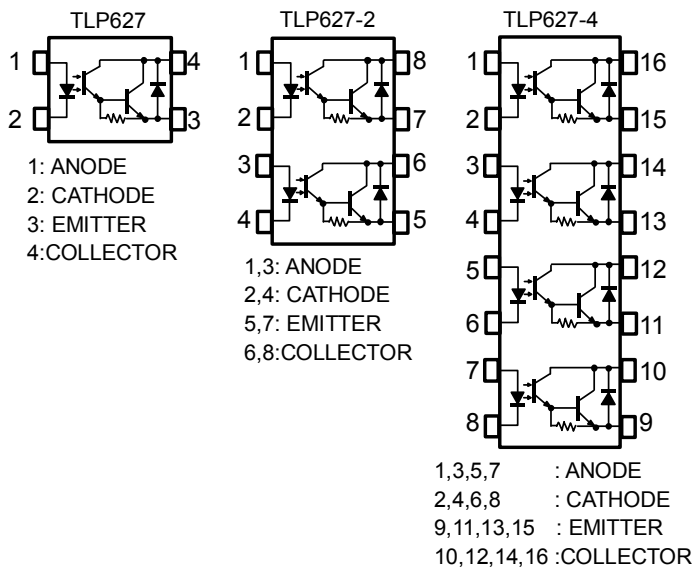 TLP627
1
4
2
3
1: ANODE
2: CATHODE
3: EMITTER
4:COLLECTOR
TLP627-2
1
8
2
7
3
6
4
5
1,3: ANODE
2,4: CATHODE
5,7: EMITTER
6,8:COLLECTOR
TLP627-4
1
16
2
15
3
14
4
13
5
12
6
11
7
10
8
9
1,3,5,7 : ANODE
2,4,6,8 : CATHODE
9,11,13,15 : EMITTER
10,12,14,16 :COLLECTOR